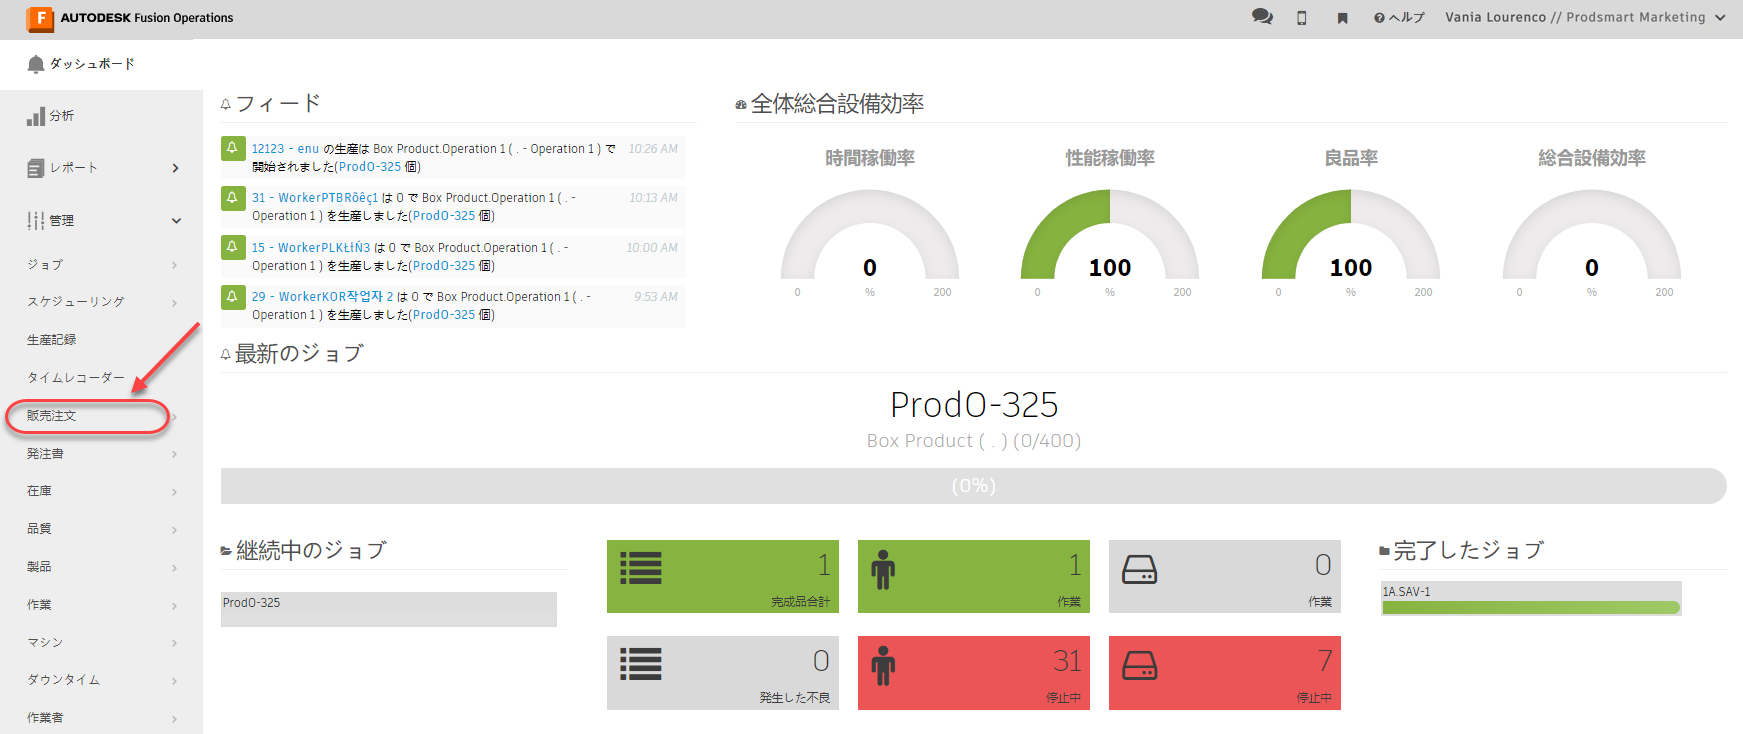 AUTODESK Fusion Operations
ヘルプ
Vania Lourenco // Prodsmart Marketing
ダッシュボード
分析
レポート
管理
ジョブ
スケジューリング
生産記録
タイムレコーダー
販売注文
発注書
在庫
品質
製品
作業
マシン
ダウンタイム
作業者
フィード
12123 - enu の生産は Box Product.Operation 1 ( . - Operation 1 ) で 10:26 AM
開始されました(ProdO-325 個)
31 - WorkerPTBRõêç1 は 0 で Box Product.Operation 1 ( . - 10:13 AM
Operation 1 ) を生産しました(ProdO-325 個)
15 - WorkerPLKŁłŃ3 は 0 で Box Product.Operation 1 ( . - 10:00 AM
Operation 1 ) を生産しました(ProdO-325 個)
29 - WorkerKOR작업자 2 は 0 で Box Product.Operation 1 ( . - 9:53 AM
Operation 1 ) を生産しました(ProdO-325 個)
全体総合設備効率
時間稼働率
0
0 % 200
性能稼働率
100
0 % 200
良品率
100
0 % 200
総合設備効率
0
0 % 200
最新のジョブ
ProdO-325
Box Product ( . ) (0/400)
(0%)
継続中のジョブ
ProdO-325
1
完成品合計
1
作業
0
作業
0
発生した不良
31
停止中
7
停止中
完了したジョブ
1A.SAV-1